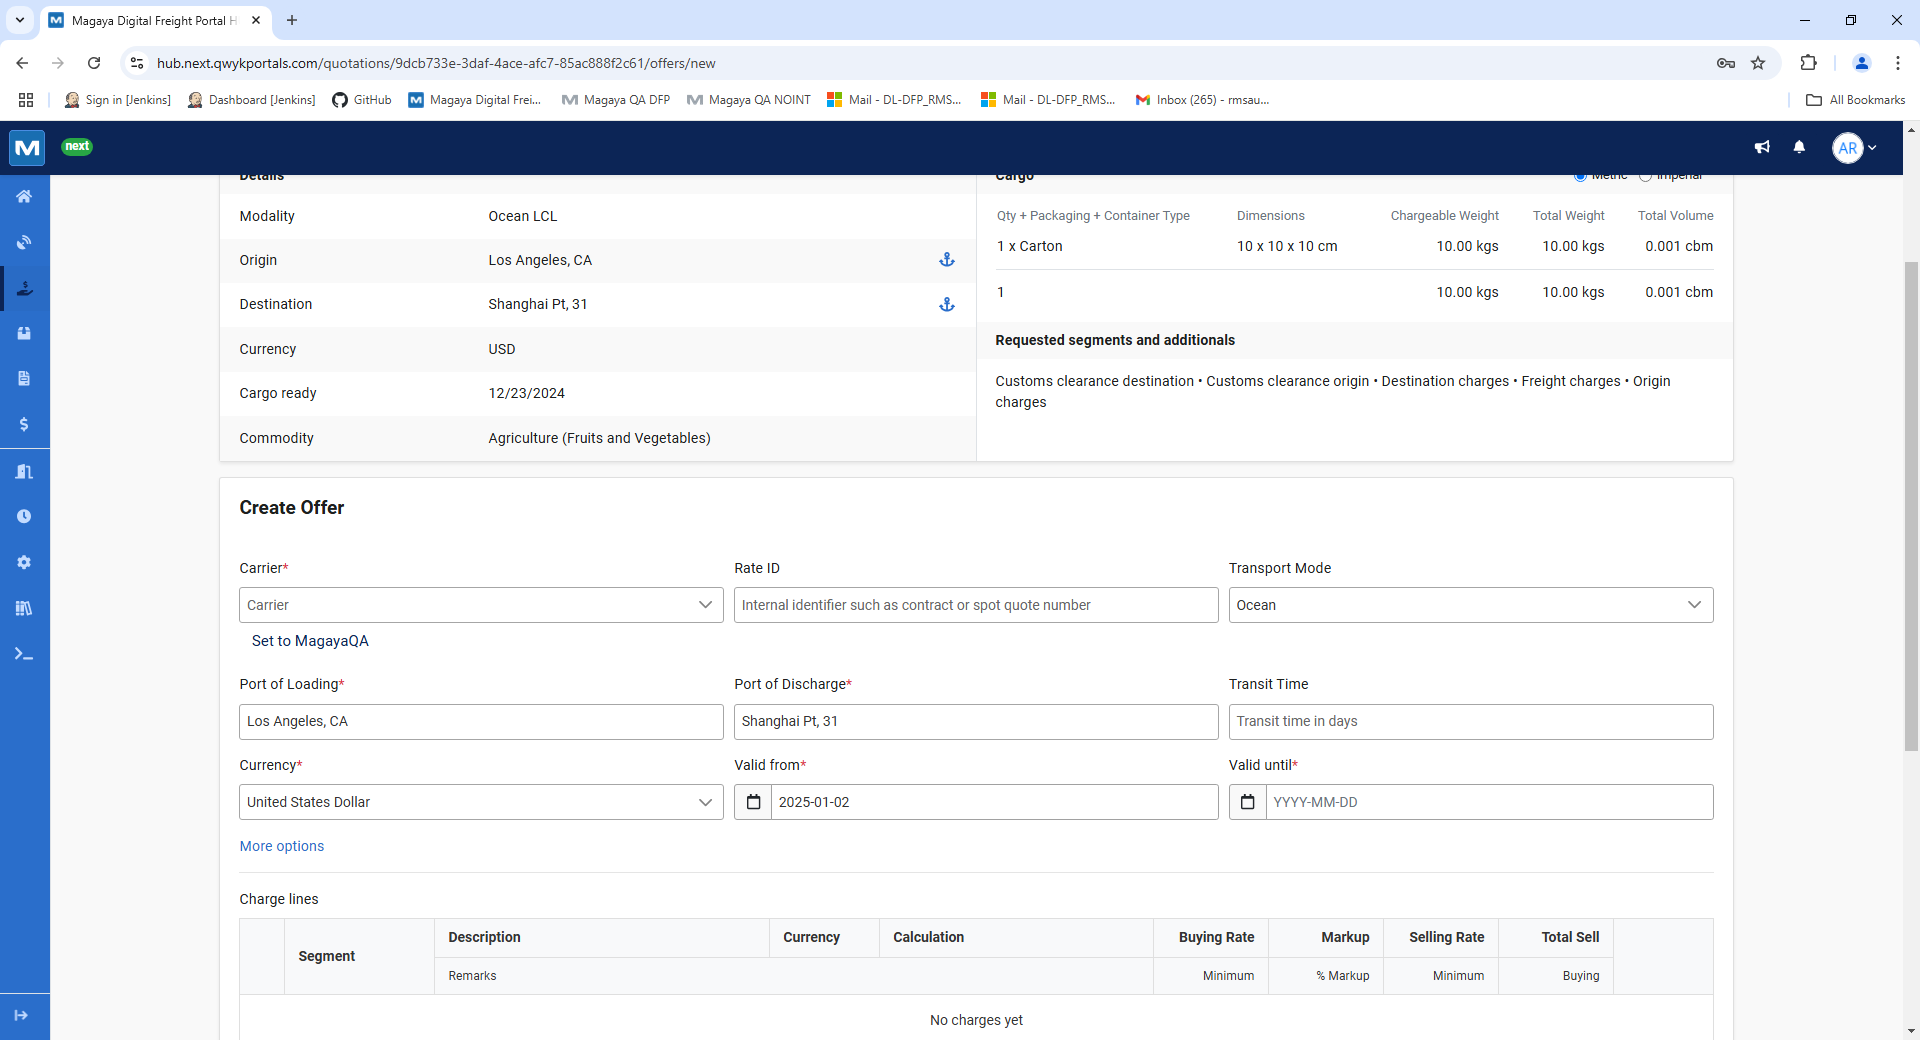 Magaya Digital Freight Portal H
hub.next.qwykportals.com/quotations/9dcb733e-3daf-4ace-afc7-85ac888f2c61/offers/new
Sign in [Jenkins]
Dashboard [Jenkins]
GitHub
Magaya Digital Frei...
Magaya QA DFP
Magaya QA NOINT
Mail - DL-DFP_RMS...
Mail - DL-DFP_RMS...
Inbox (265) - rmsau...
All Bookmarks
next
AR
Details
Modality Ocean LCL
Origin Los Angeles, CA
Destination Shanghai Pt, 31
Currency USD
Cargo ready 12/23/2024
Commodity Agriculture (Fruits and Vegetables)
Cargo Metric Imperial
Qty + Packaging + Container Type Dimensions Chargeable Weight Total Weight Total Volume
1 x Carton 10 x 10 x 10 cm 10.00 kgs 10.00 kgs 0.001 cbm
1 10.00 kgs 10.00 kgs 0.001 cbm
Requested segments and additionals
Customs clearance destination • Customs clearance origin • Destination charges • Freight charges • Origin
charges
Create Offer
Carrier* Rate ID Transport Mode
Carrier Internal identifier such as contract or spot quote number Ocean
Set to MagayaQA
Port of Loading* Port of Discharge* Transit Time
Los Angeles, CA Shanghai Pt, 31 Transit time in days
Currency* Valid from* Valid until*
United States Dollar 2025-01-02 YYYY-MM-DD
More options
Charge lines
Segment
Description Currency Calculation Buying Rate Markup Selling Rate Total Sell
Remarks Minimum % Markup Minimum Buying
No charges yet